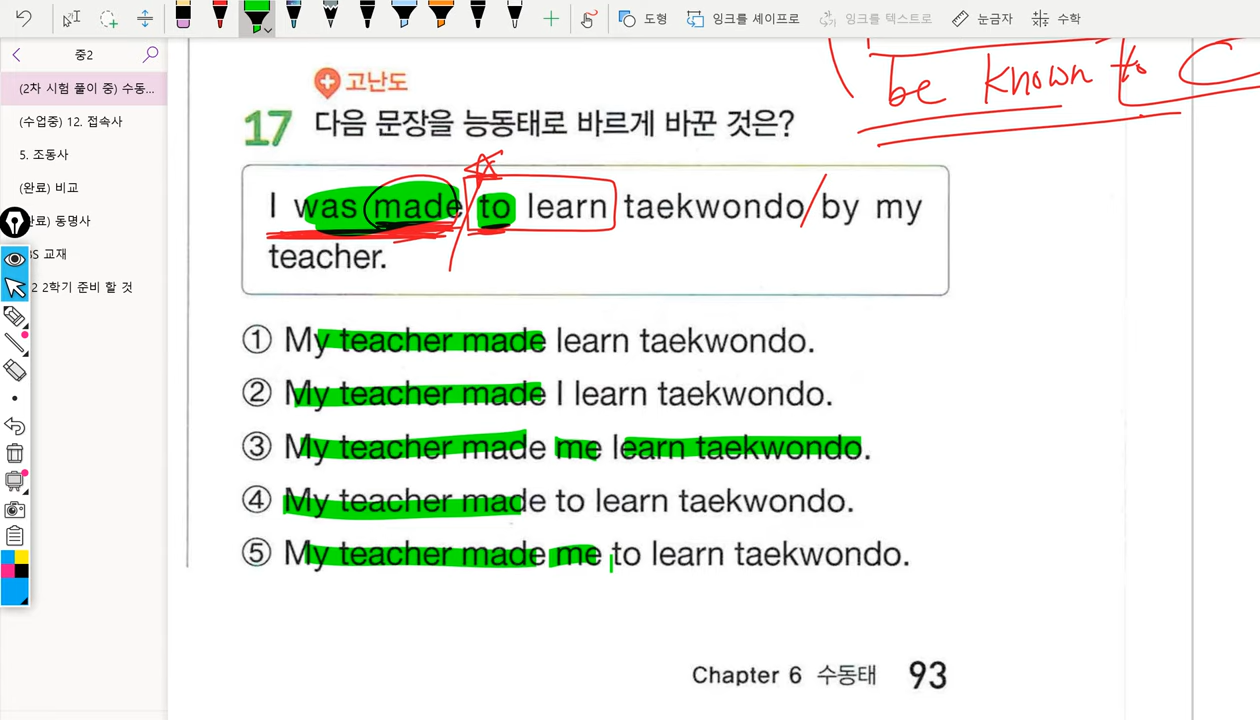 도형 잉크를 셰이프로 잉크를 텍스트로 눈금자 수학
중2
(2차 시험 풀이 중) 수동...
(수업중) 12. 접속사
5. 조동사
(완료) 비교
완료) 동명사
BS 교재
2 2학기 준비 할 것
be known to
고난도
17 다음 문장을 능동태로 바르게 바꾼 것은?
I was made to learn taekwondo by my
teacher.
① My teacher made learn taekwondo.
② My teacher made I learn taekwondo.
③ My teacher made me learn taekwondo.
④ My teacher made to learn taekwondo.
⑤ My teacher made me to learn taekwondo.
Chapter 6 수동태 93